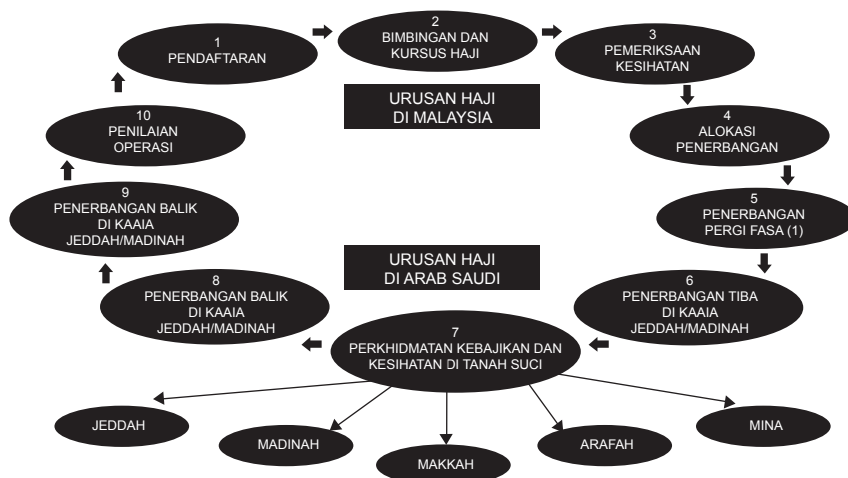 1
PENDAFTARAN
2
BIMBINGAN DAN
KURSUS HAJI
3
PEMERIKSAAN
KESIHATAN
URUSAN HAJI
DI MALAYSIA
4
ALOKASI
PENERBANGAN
5
PENERBANGAN
PERGI FASA (1)
URUSAN HAJI
DI ARAB SAUDI
6
PENERBANGAN TIBA
DI KAAIA
JEDDAH/MADINAH
7
PERKHIDMATAN KEBAJIKAN DAN
KESIHATAN DI TANAH SUCI
8
PENERBANGAN BALIK
DI KAAIA
JEDDAH/MADINAH
9
PENERBANGAN BALIK
DI KAAIA
JEDDAH/MADINAH
10
PENILAIAN
OPERASI
JEDDAH
MADINAH
MAKKAH
ARAFAH
MINA